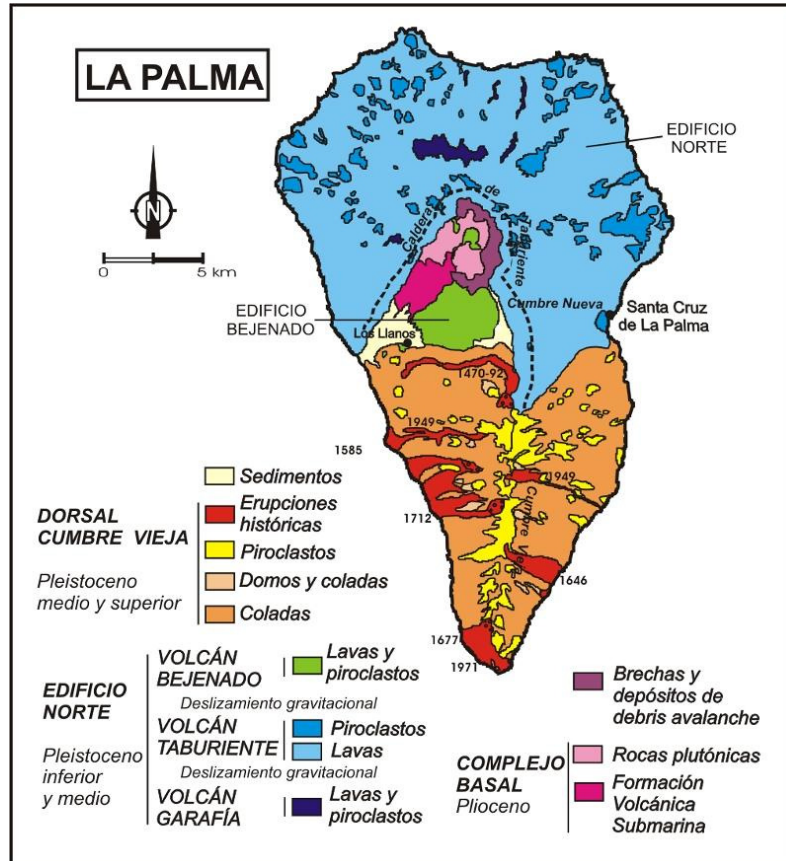 LA PALMA
N
0 5 km
EDIFICIO
NORTE
Caldera de Taburiente
Cumbre Nueva
EDIFICIO
BEJENADO
Santa Cruz
de La Palma
Los Llanos
1470-92
1949
1585
1949
1712
Cumbre Vieja
1646
1677
1971
DORSAL
CUMBRE VIEJA
Pleistoceno
medio y superior
Sedimentos
Erupciones
históricas
Piroclastos
Domos y coladas
Coladas
EDIFICIO
NORTE
Pleistoceno
inferior
y medio
VOLCÁN
BEJENADO
Lavas y
piroclastos
Deslizamiento gravitacional
VOLCÁN
TABURIENTE
Piroclastos
Lavas
Deslizamiento gravitacional
VOLCÁN
GARAFÍA
Lavas y
piroclastos
Brechas y
depósitos de
debris avalanche
COMPLEJO
BASAL
Plioceno
Rocas plutónicas
Formación
Volcánica
Submarina